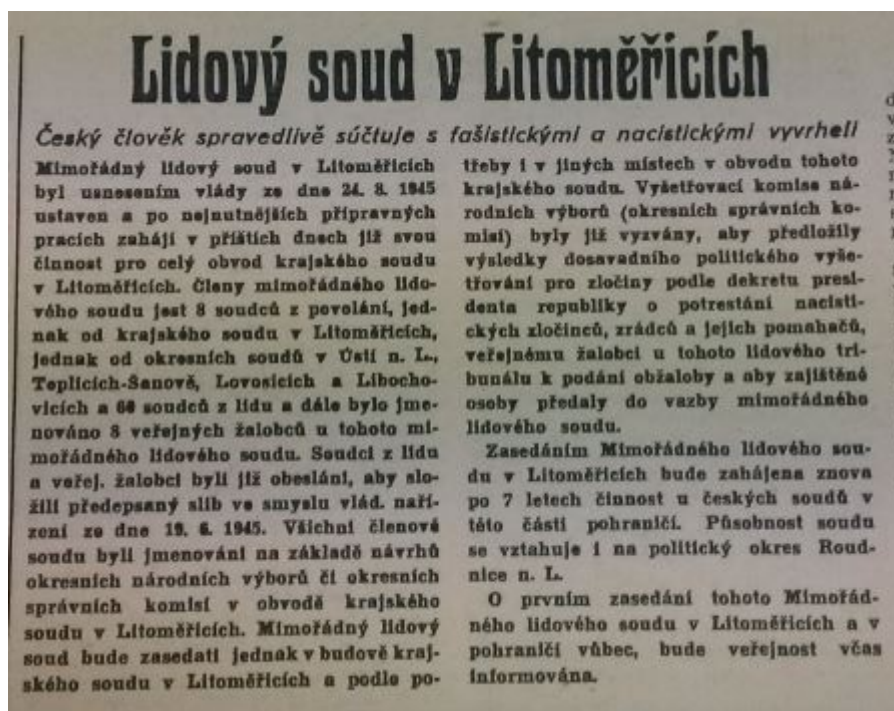 Lidový soud v Litoměřicích
Český člověk spravedlivě súčtuje s fašistickými a nacistickými vyvrheli
Mimořádný lidový soud v Litoměřicích
byl usnesením vlády ze dne 24. 8. 1945
ustaven a po nejnutnějších přípravných
pracích zahájí v příštích dnech již svou
činnost pro celý obvod krajského soudu
v Litoměřicích. Členy mimořádného lido-
vého soudu jest 8 soudců z povolání, jed-
nak od krajského soudu v Litoměřicích,
jednak od okresních soudů v Ústí n. L.,
Teplicích-Šanově, Lovosicích a Libocho-
vicích a 60 soudců z lidu a dále bylo jme-
nováno 8 veřejných žalobců u tohoto mi-
mořádného lidového soudu. Soudci z lidu
a veřej. žalobci byli již obesláni, aby slo-
žili předepsaný slib ve smyslu vlád. naří-
zení ze dne 19. 6. 1945. Všichni členové
soudu byli jmenováni na základě návrhů
okresních národních výborů či okresních
správních komisí v obvodě krajského
soudu v Litoměřicích. Mimořádný lidový
soud bude zasedati jednak v budově kraj-
ského soudu v Litoměřicích a podle po-
třeby i v jiných místech v obvodu tohoto
krajského soudu. Vyšetřovací komise ná-
rodních výborů (okresních správních ko-
misí) byly již vyzvány, aby předložily
výsledky dosavadního politického vyše-
třování pro zločiny podle dekretu presi-
denta republiky o potrestání nacisti-
ckých zločinců, zrádců a jejich pomahačů,
veřejnému žalobci u tohoto lidového tri-
bunálu k podání obžaloby a aby zajištěné
osoby předaly do vazby mimořádného
lidového soudu.
Zasedáním Mimořádného lidového sou-
du v Litoměřicích bude zahájena znova
po 7 letech činnost u českých soudů v
této části pohraničí. Působnost soudu
se vztahuje i na politický okres Roud-
nice n. L.
O prvním zasedání tohoto Mimořád-
ného lidového soudu v Litoměřicích a v
pohraničí vůbec, bude veřejnost včas
informována.